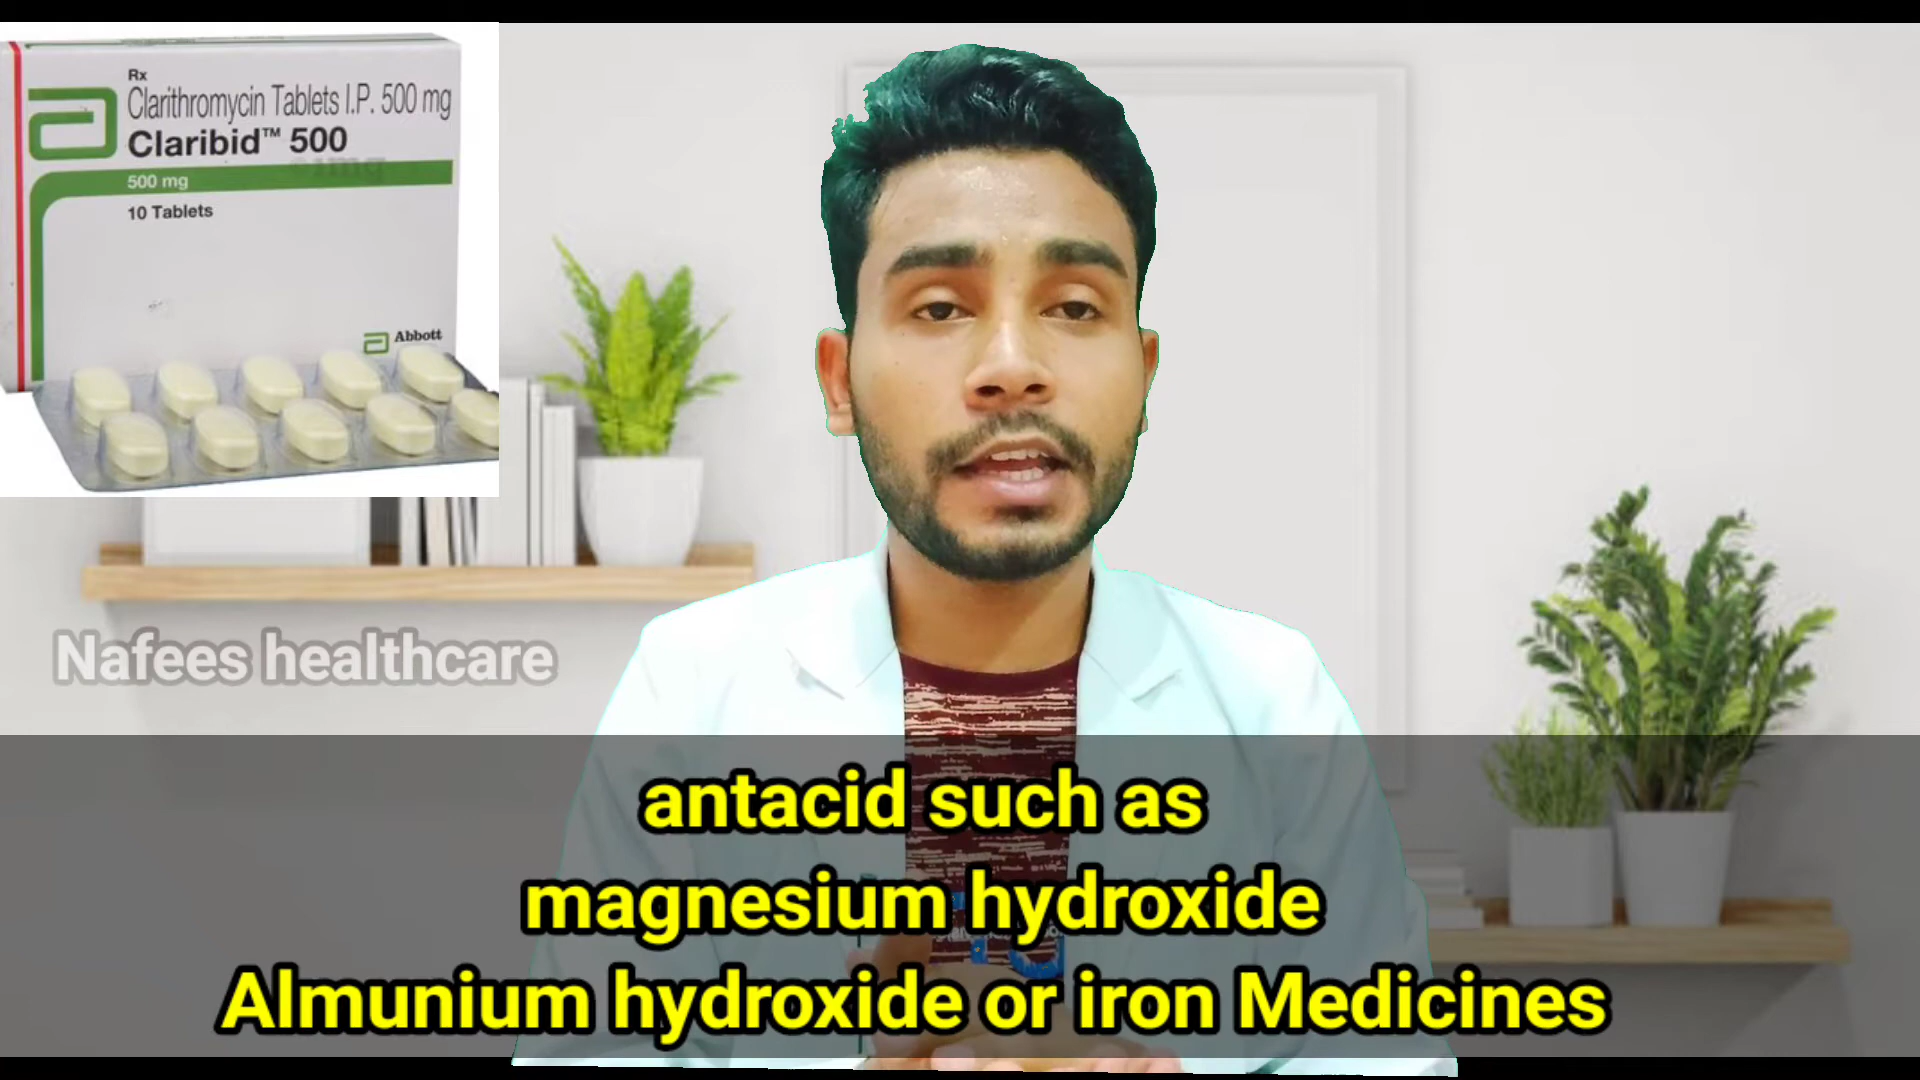 Rx
Clarithromycin Tablets I.P. 500 mg
Claribid™ 500
500 mg
10 Tablets
Abbott
Nafees healthcare
antacid such as
magnesium hydroxide
Almunium hydroxide or iron Medicines